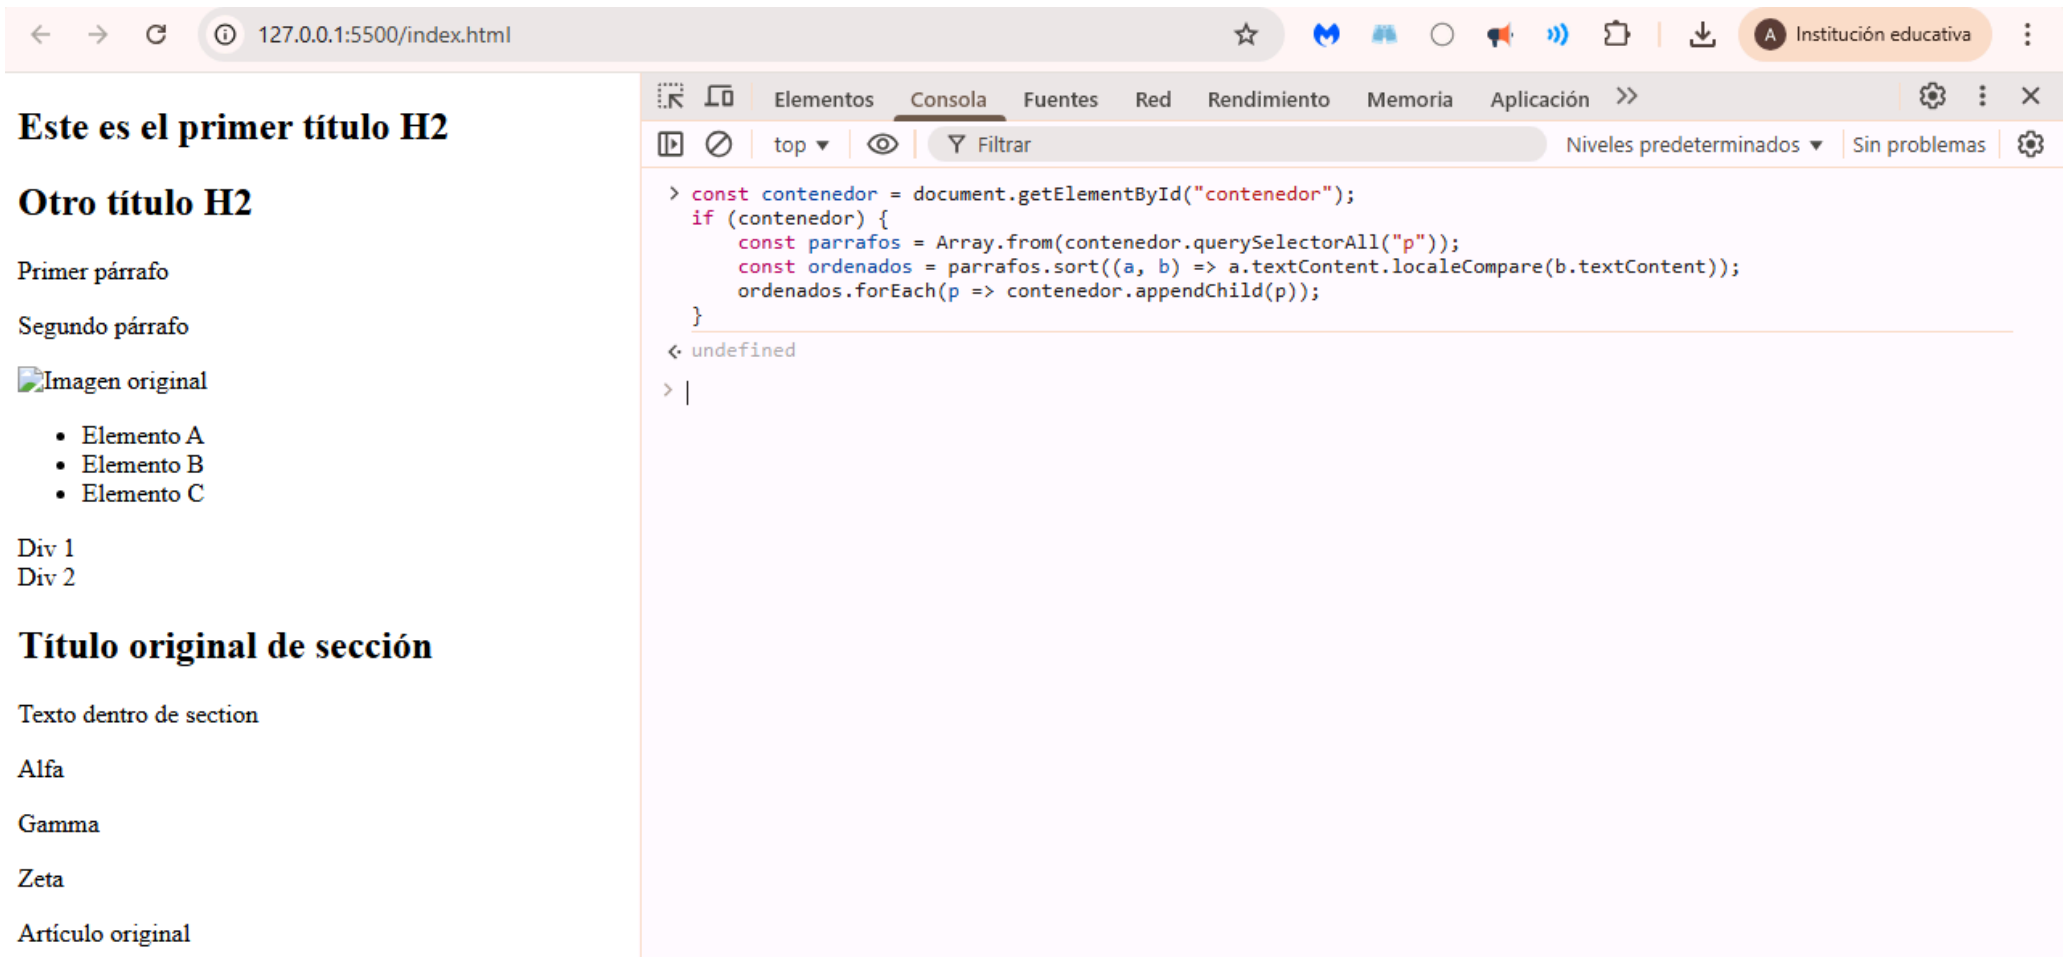 127.0.0.1:5500/index.html
A Institución educativa
Este es el primer título H2
Otro título H2
Primer párrafo
Segundo párrafo
Imagen original
• Elemento A
• Elemento B
• Elemento C
Div 1
Div 2
Título original de sección
Texto dentro de section
Alfa
Gamma
Zeta
Artículo original
Elementos Consola Fuentes Red Rendimiento Memoria Aplicación
top Filtrar Niveles predeterminados Sin problemas
> const contenedor = document.getElementById("contenedor");
if (contenedor) {
    const parrafos = Array.from(contenedor.querySelectorAll("p"));
    const ordenados = parrafos.sort((a, b) => a.textContent.localeCompare(b.textContent));
    ordenados.forEach(p => contenedor.appendChild(p));
}
undefined
>